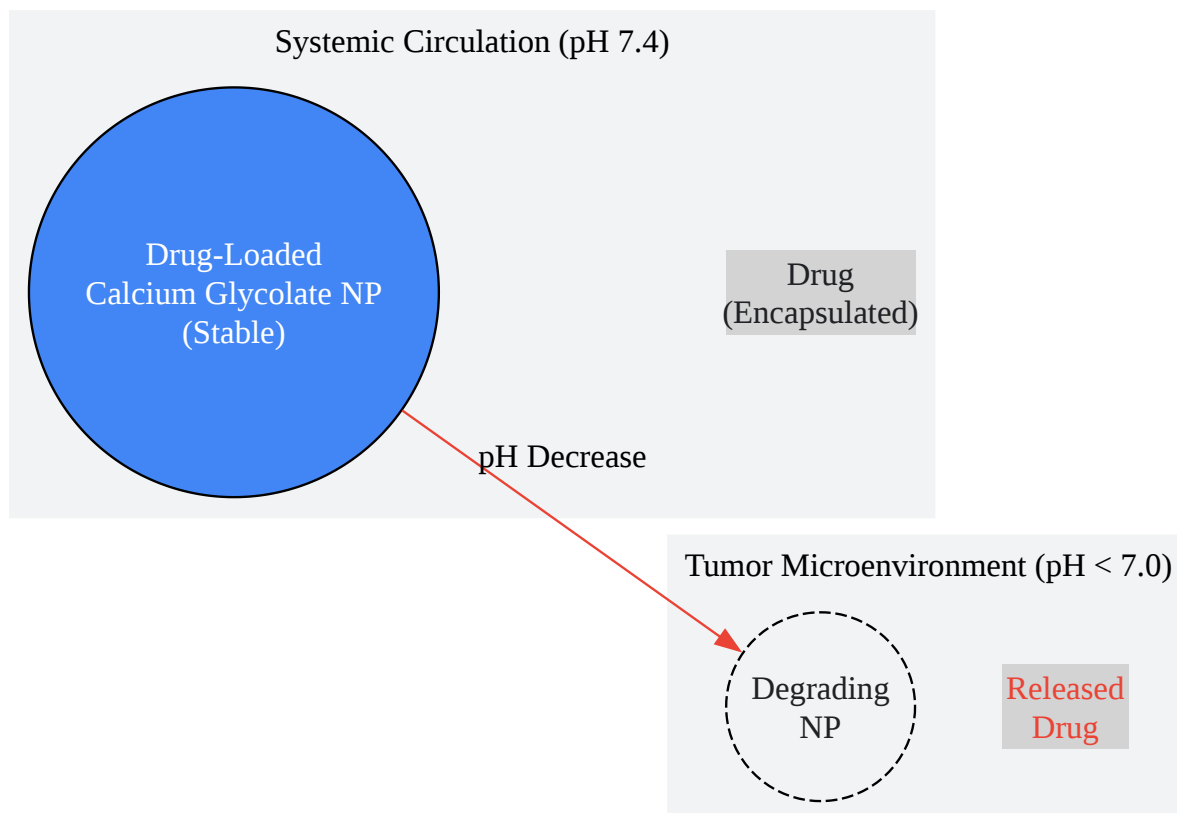 Systemic Circulation (pH 7.4)
Drug-Loaded
Calcium Glycolate NP
(Stable)
Drug
(Encapsulated)
pH Decrease
Tumor Microenvironment (pH < 7.0)
Degrading
NP
Released
Drug